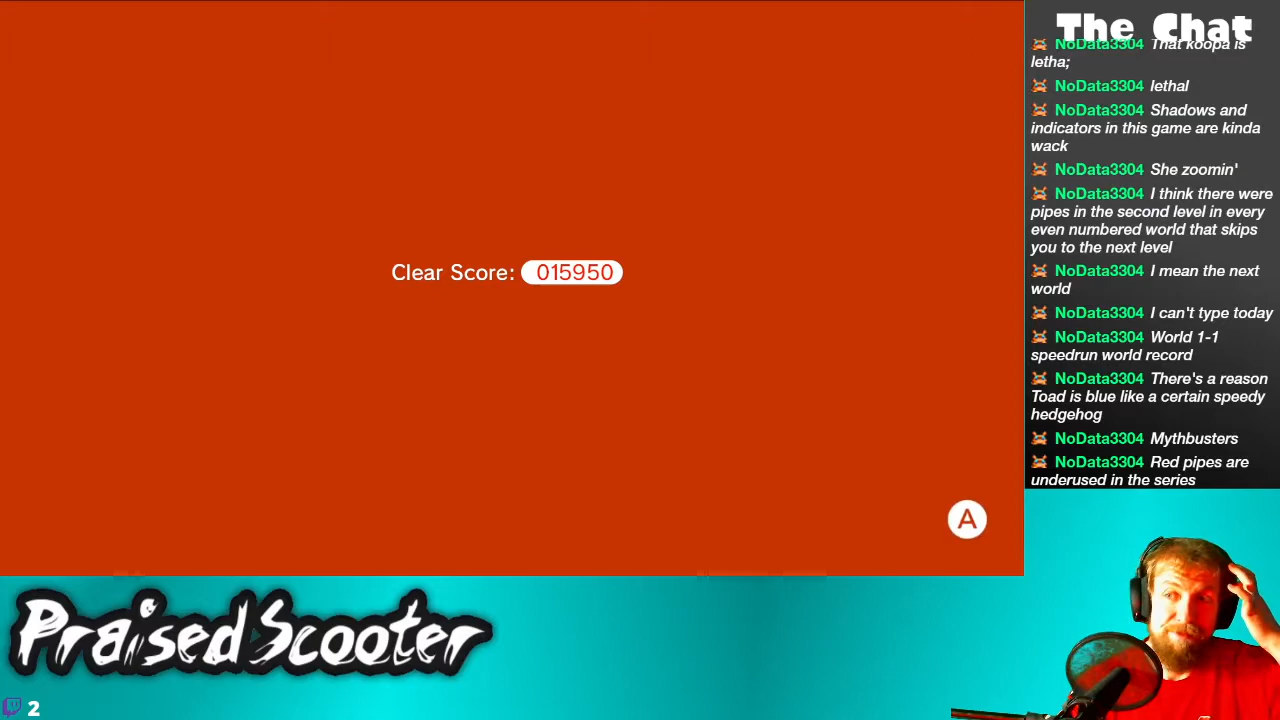 The Chat
NoData3304 That koopa is
letha;
NoData3304 lethal
NoData3304 Shadows and
indicators in this game are kinda
wack
NoData3304 She zoomin'
NoData3304 I think there were
pipes in the second level in every
even numbered world that skips
you to the next level
NoData3304 I mean the next
world
NoData3304 I can't type today
NoData3304 World 1-1
speedrun world record
NoData3304 There's a reason
Toad is blue like a certain speedy
hedgehog
NoData3304 Mythbusters
NoData3304 Red pipes are
underused in the series
Clear Score: 015950
A
PraisedScooter
2